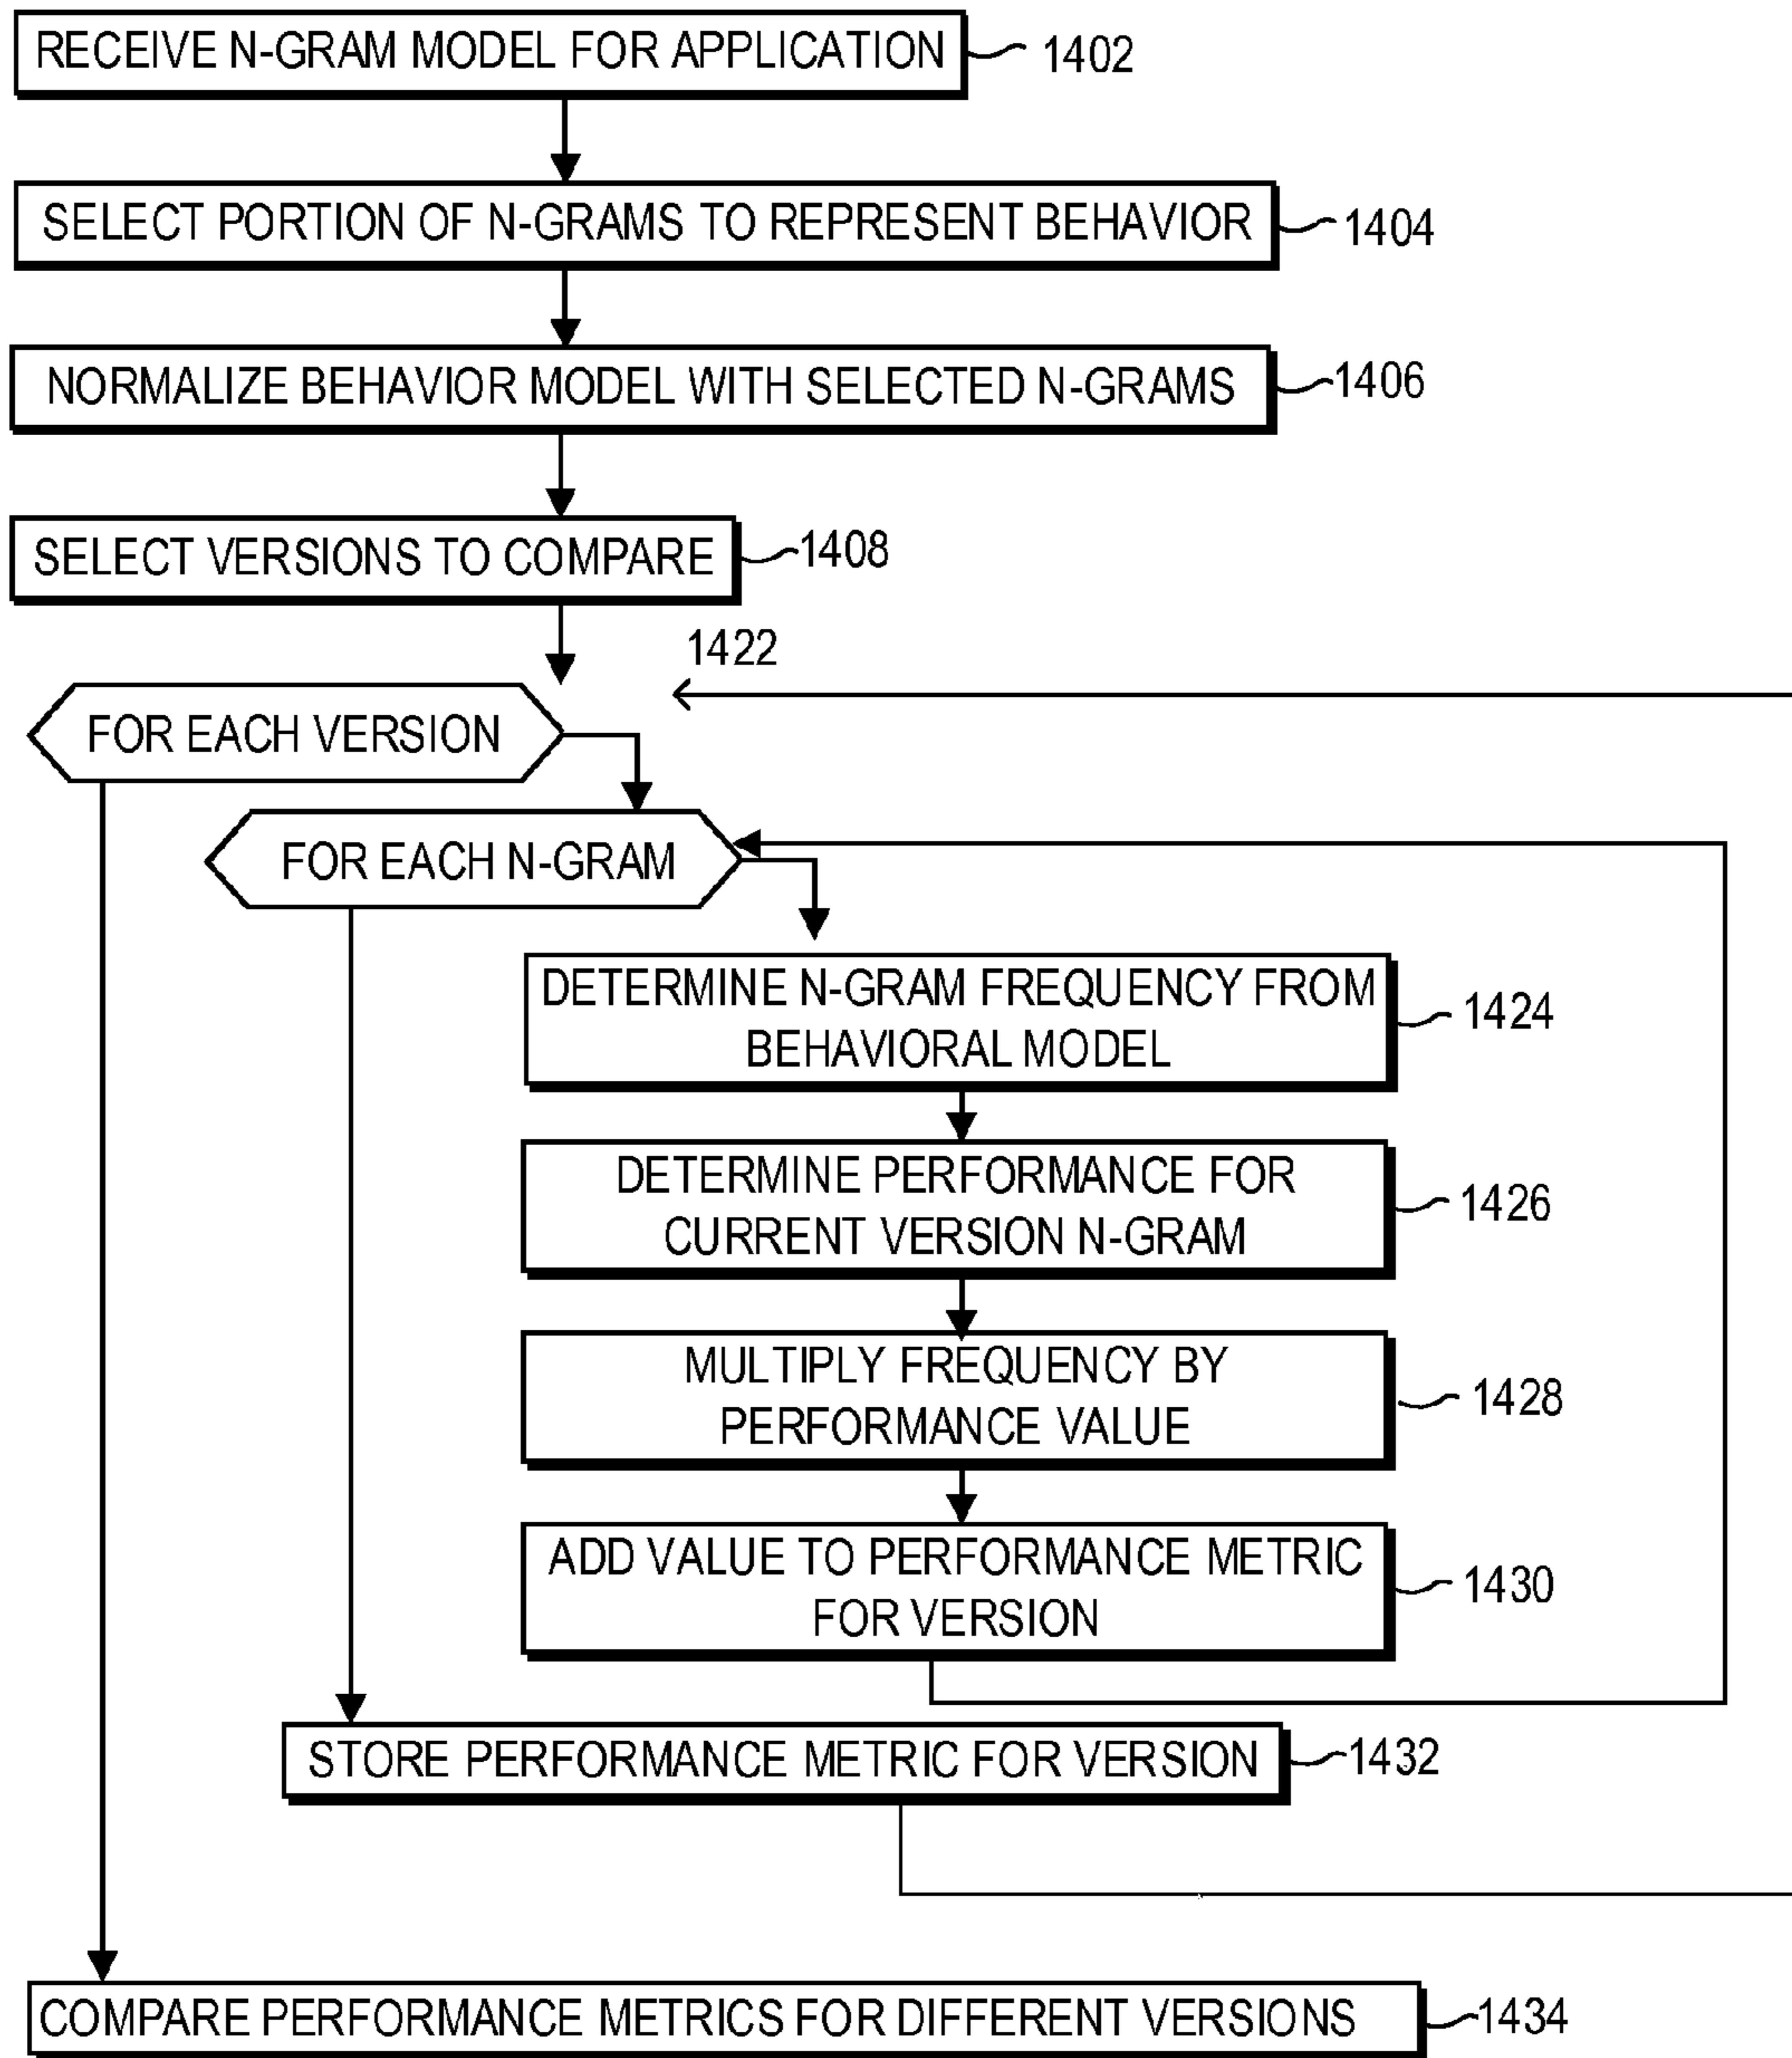 RECEIVE N-GRAM MODEL FOR APPLICATION
1402
SELECT PORTION OF N-GRAMS TO REPRESENT BEHAVIOR
1404
NORMALIZE BEHAVIOR MODEL WITH SELECTED N-GRAMS
1406
SELECT VERSIONS TO COMPARE
1408
1422
FOR EACH VERSION
FOR EACH N-GRAM
DETERMINE N-GRAM FREQUENCY FROM
BEHAVIORAL MODEL
1424
DETERMINE PERFORMANCE FOR
CURRENT VERSION N-GRAM
1426
MULTIPLY FREQUENCY BY
PERFORMANCE VALUE
1428
ADD VALUE TO PERFORMANCE METRIC
FOR VERSION
1430
STORE PERFORMANCE METRIC FOR VERSION
1432
COMPARE PERFORMANCE METRICS FOR DIFFERENT VERSIONS
1434